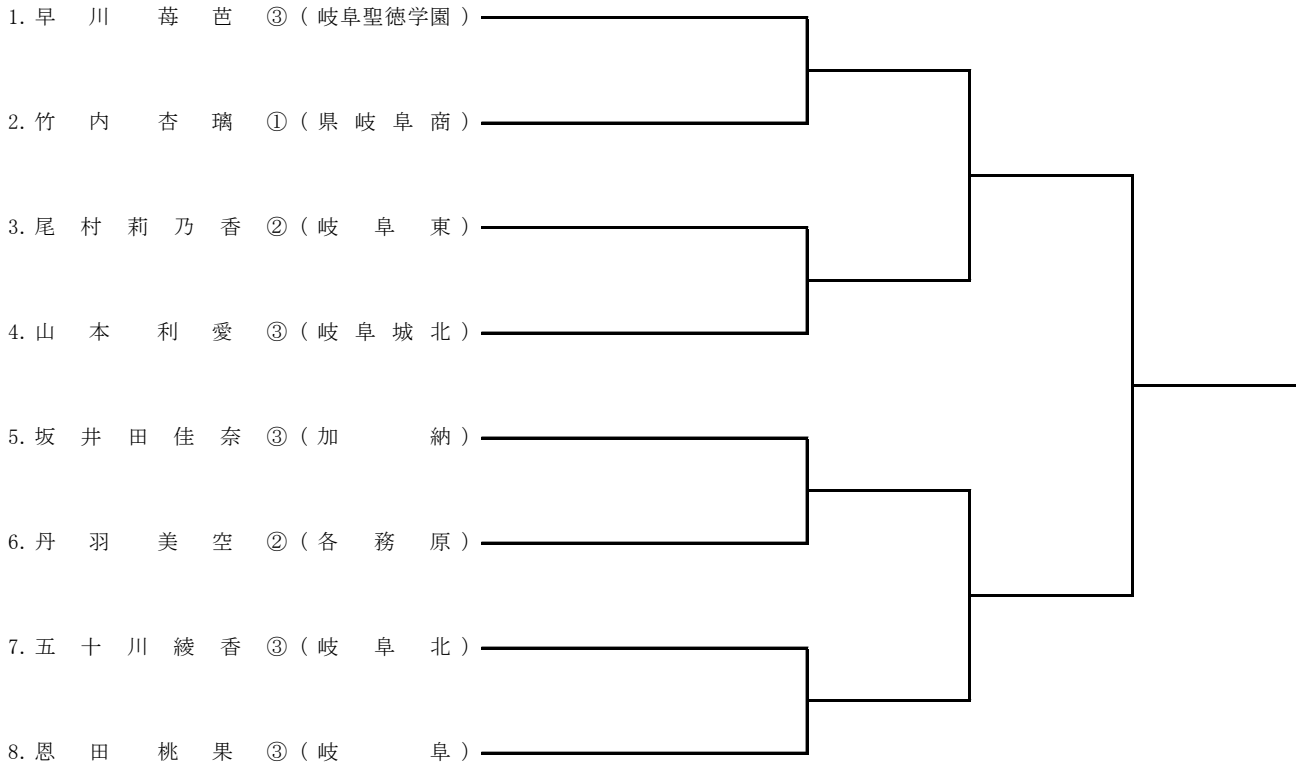 1. 早川 苺芭 ③ ( 岐阜聖徳学園 )
2. 竹内 杏璃 ① ( 県岐阜商 )
3. 尾村莉乃香 ② ( 岐阜東 )
4. 山本 利愛 ③ ( 岐阜城北 )
5. 坂井田佳奈 ③ ( 加納 )
6. 丹羽 美空 ② ( 各務原 )
7. 五十川綾香 ③ ( 岐阜北 )
8. 恩田 桃果 ③ ( 岐阜 )